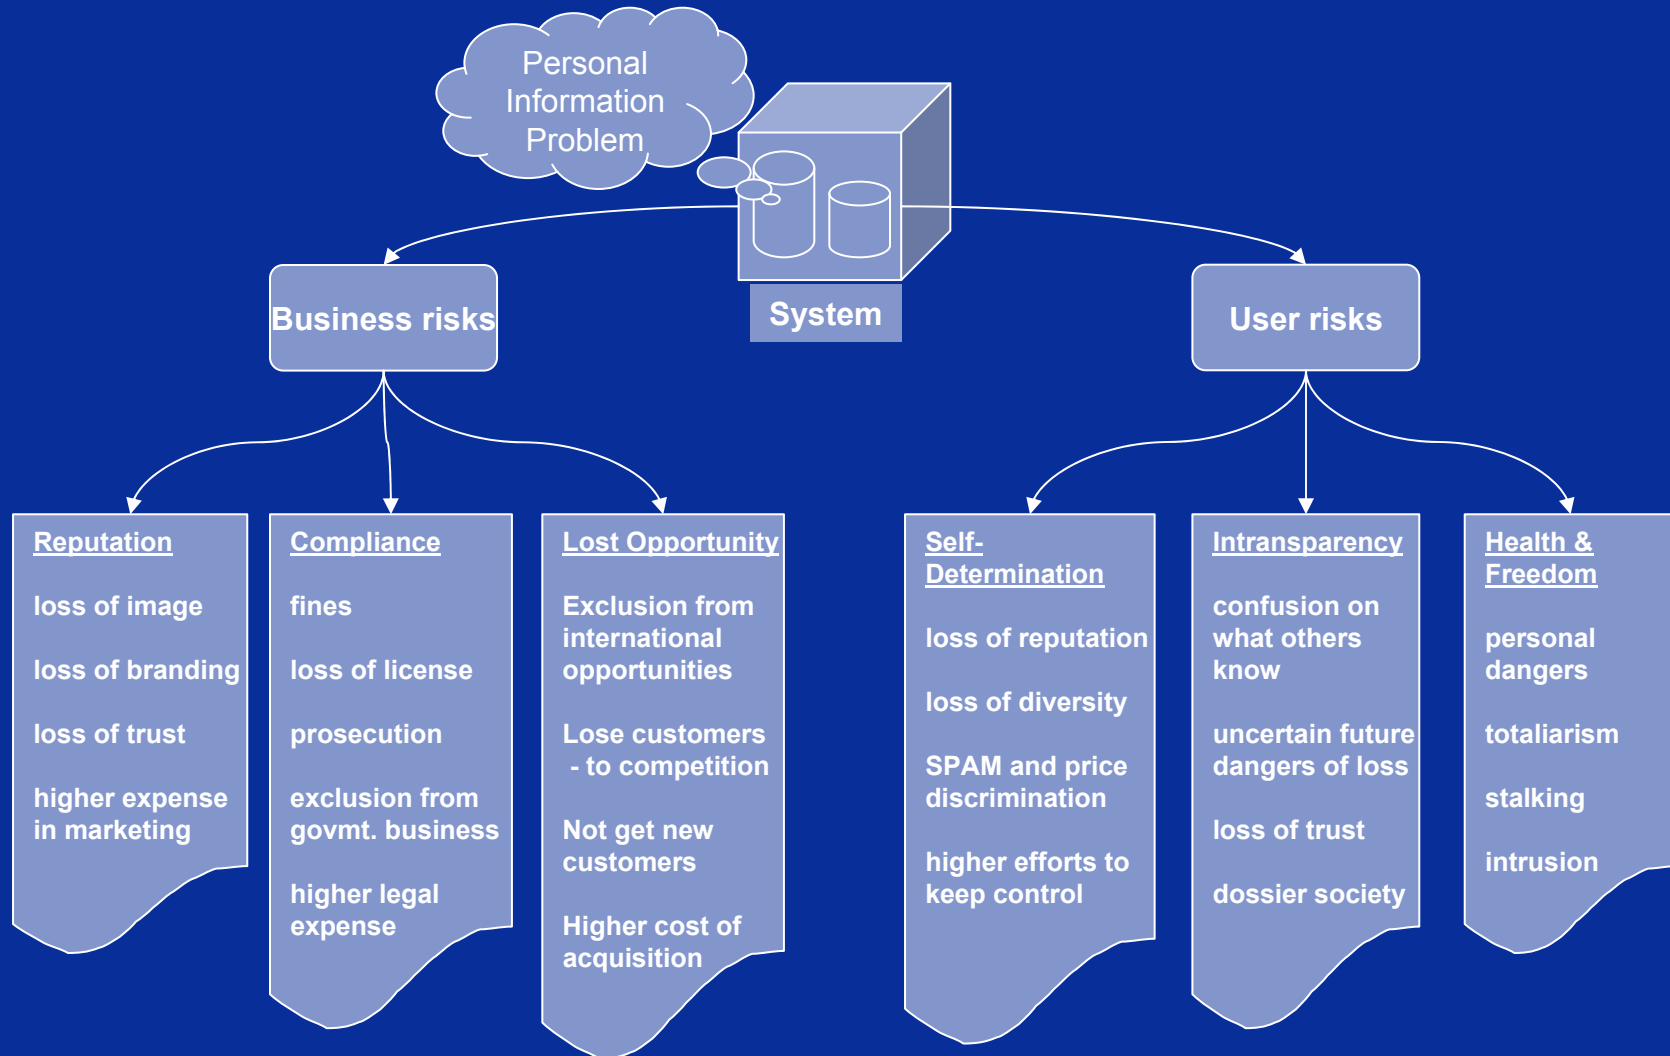 Personal
Information
Problem
System
Business risks
User risks
Reputation
loss of image
loss of branding
loss of trust
higher expense
in marketing
Compliance
fines
loss of license
prosecution
exclusion from
govmt. business
higher legal
expense
Lost Opportunity
Exclusion from
international
opportunities
Lose customers
- to competition
Not get new
customers
Higher cost of
acquisition
Self-
Determination
loss of reputation
loss of diversity
SPAM and price
discrimination
higher efforts to
keep control
Intransparency
confusion on
what others
know
uncertain future
dangers of loss
loss of trust
dossier society
Health &
Freedom
personal
dangers
totaliarism
stalking
intrusion